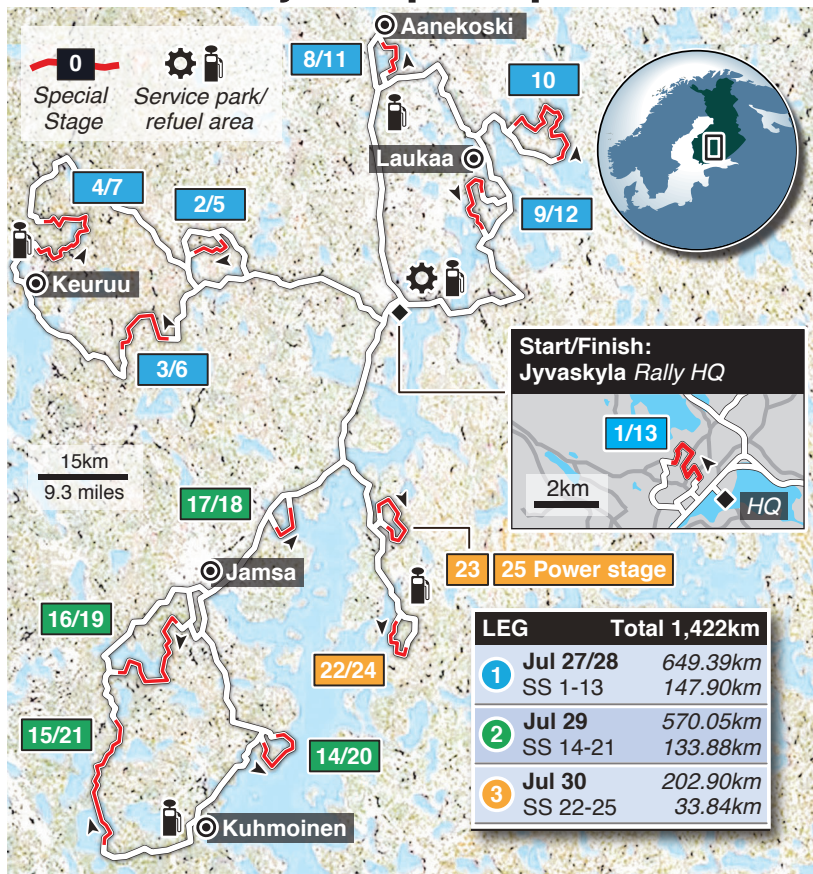 Aanekoski
0
Special
Stage
Service park/
refuel area
8/11
10
Laukaa
4/7
2/5
9/12
Keuruu
3/6
Start/Finish:
Jyvaskyla Rally HQ
1/13
2km
HQ
15km
9.3 miles
17/18
Jamsa
23
25 Power stage
16/19
22/24
15/21
14/20
Kuhmoinen
LEG Total 1,422km
1 Jul 27/28 649.39km
SS 1-13 147.90km
2 Jul 29 570.05km
SS 14-21 133.88km
3 Jul 30 202.90km
SS 22-25 33.84km